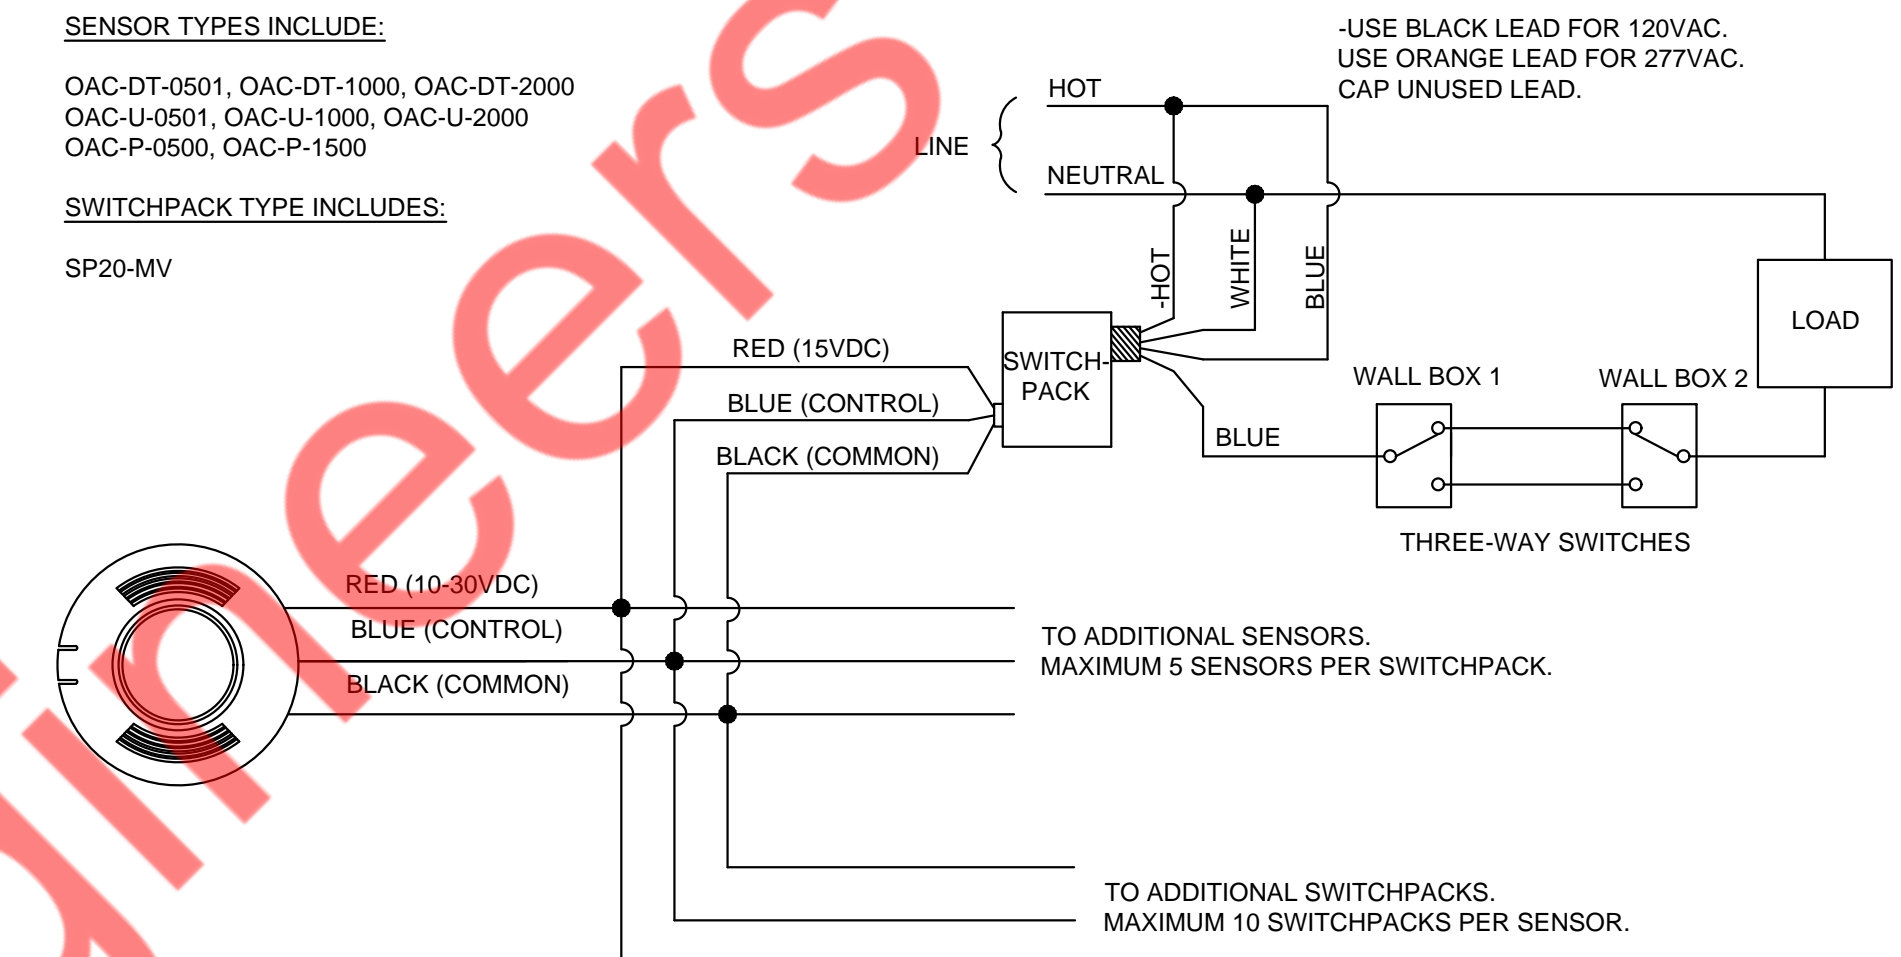 SENSOR TYPES INCLUDE:
OAC-DT-0501, OAC-DT-1000, OAC-DT-2000
OAC-U-0501, OAC-U-1000, OAC-U-2000
OAC-P-0500, OAC-P-1500
SWITCHPACK TYPE INCLUDES:
SP20-MV
-USE BLACK LEAD FOR 120VAC.
USE ORANGE LEAD FOR 277VAC.
CAP UNUSED LEAD.
HOT
LINE
NEUTRAL
-HOT
WHITE
BLUE
LOAD
RED (15VDC)
SWITCH-
PACK
BLUE (CONTROL)
BLACK (COMMON)
BLUE
WALL BOX 1
WALL BOX 2
THREE-WAY SWITCHES
RED (10-30VDC)
BLUE (CONTROL)
BLACK (COMMON)
TO ADDITIONAL SENSORS.
MAXIMUM 5 SENSORS PER SWITCHPACK.
TO ADDITIONAL SWITCHPACKS.
MAXIMUM 10 SWITCHPACKS PER SENSOR.
gineers